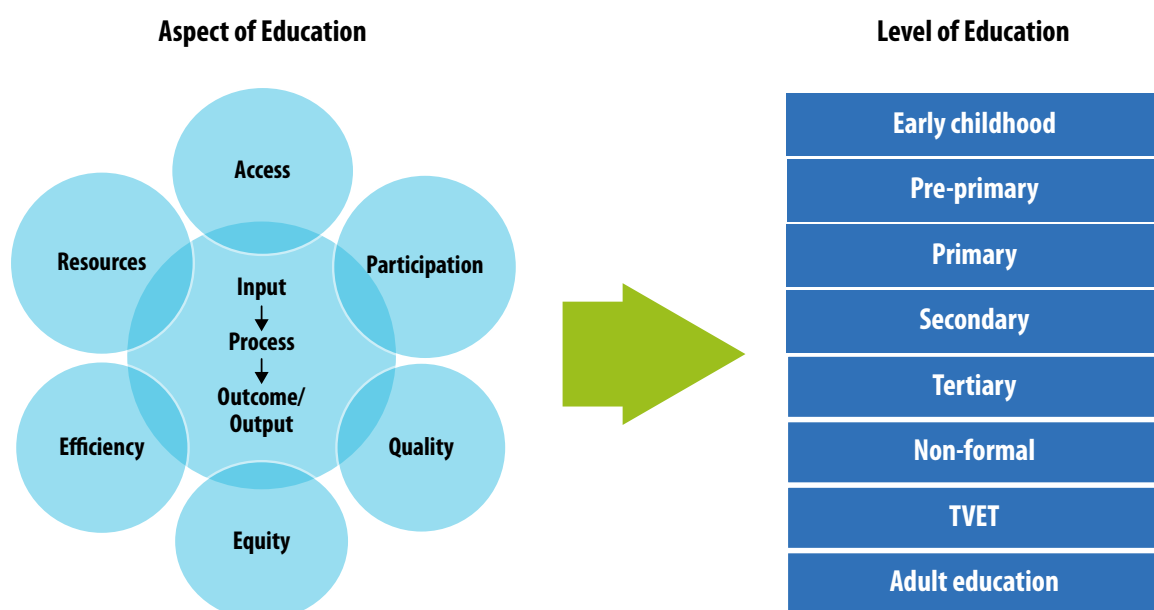 Aspect of Education
Access
Resources
Participation
Input
Process
Outcome/
Output
Efficiency
Quality
Equity
Level of Education
Early childhood
Pre-primary
Primary
Secondary
Tertiary
Non-formal
TVET
Adult education